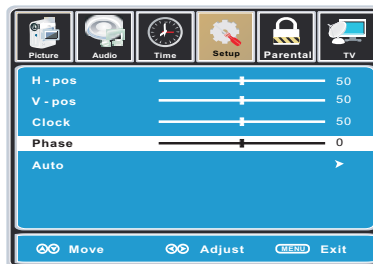 Picture Audio Time Setup Parental TV
H - pos 50
V - pos 50
Clock 50
Phase 0
Auto
Move Adjust MENU Exit